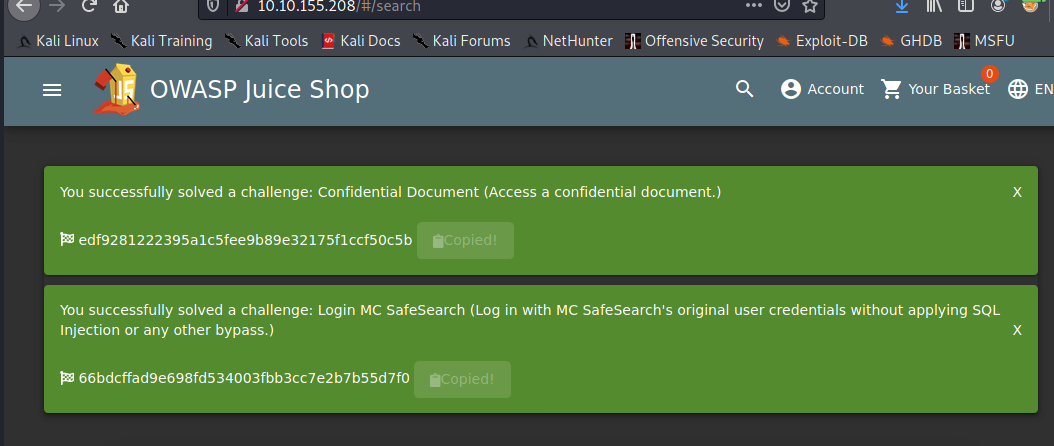 10.10.155.208/#/search
Kali Linux Kali Training Kali Tools Kali Docs Kali Forums NetHunter Offensive Security Exploit-DB GHDB MSFU
OWASP Juice Shop Account Your Basket 0 EN
You successfully solved a challenge: Confidential Document (Access a confidential document.) X
edf9281222395a1c5fee9b89e32175f1ccf50c5b Copied!
You successfully solved a challenge: Login MC SafeSearch (Log in with MC SafeSearch's original user credentials without applying SQL
Injection or any other bypass.) X
66bdcffad9e698fd534003fbb3cc7e2b7b55d7f0 Copied!